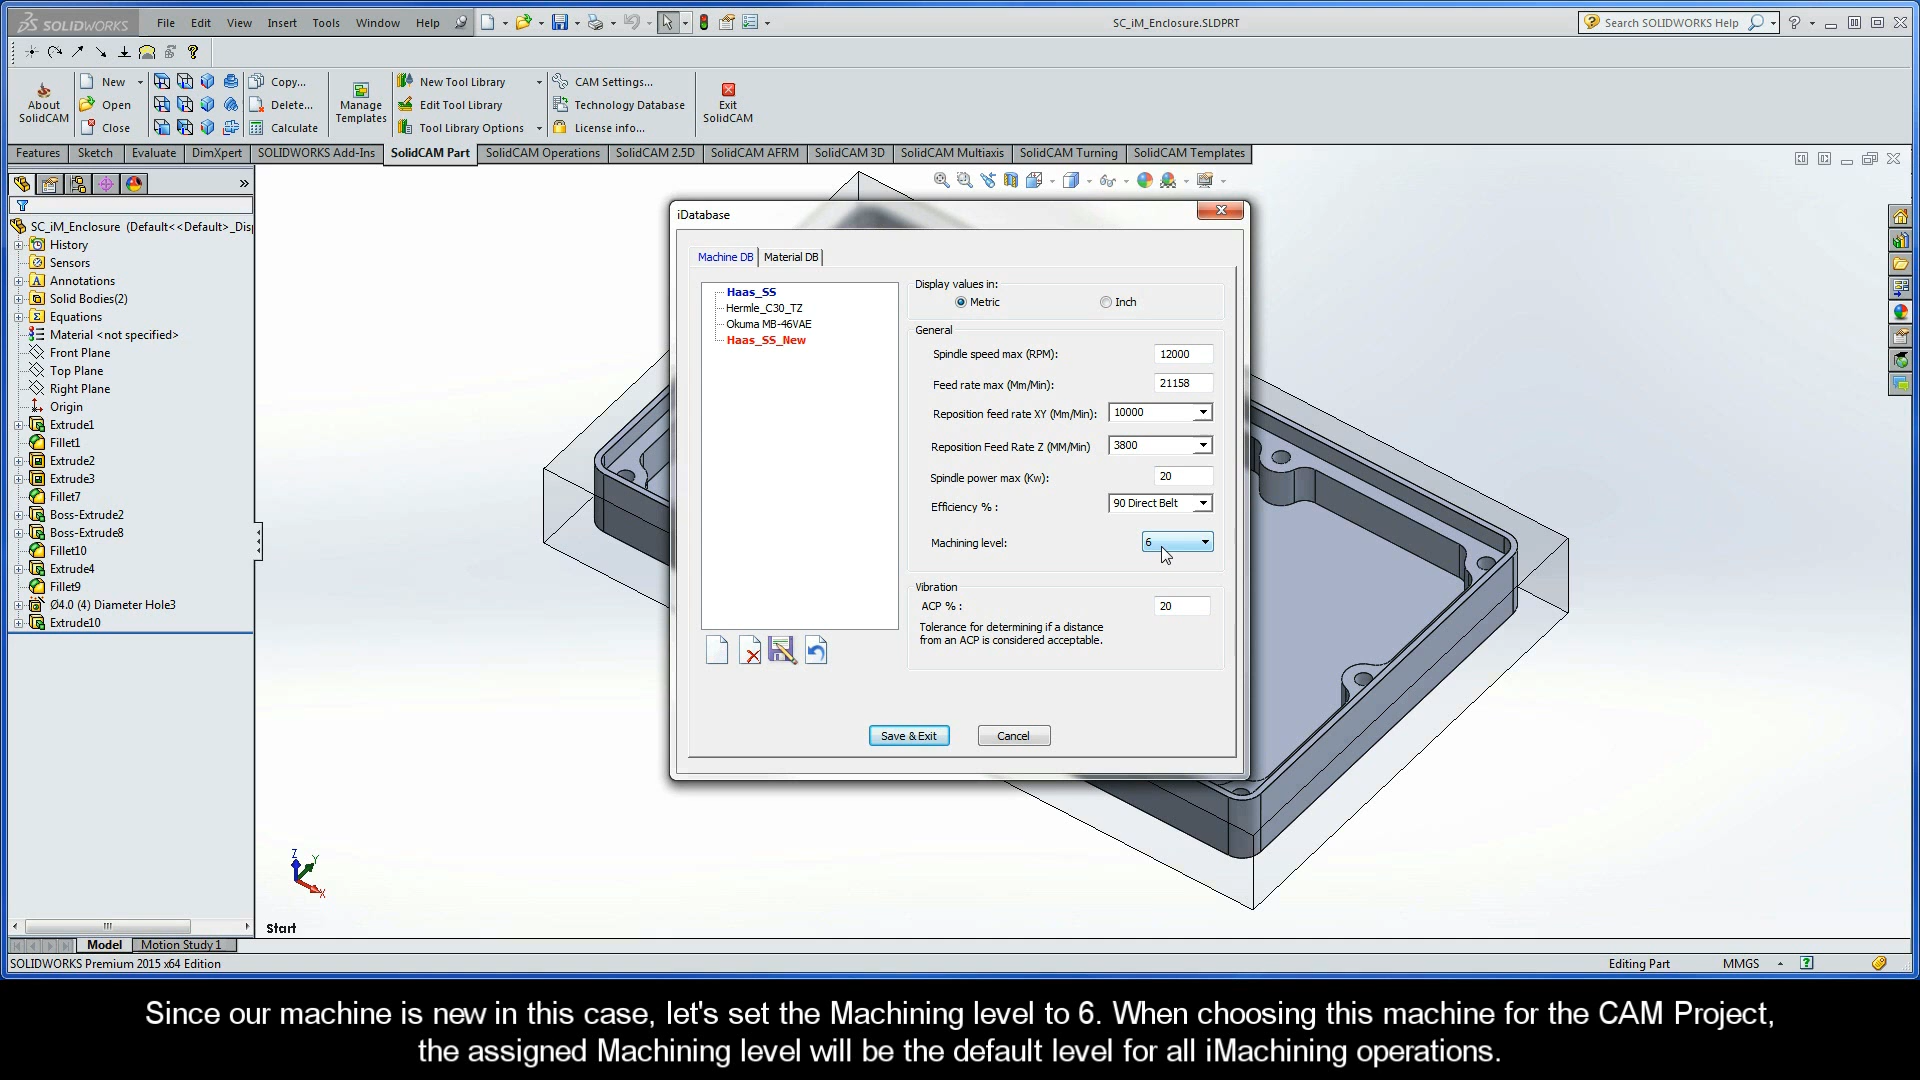 SOLIDWORKS File Edit View Insert Tools Window Help SC_iM_Enclosure.SLDPRT Search SOLIDWORKS Help
About SolidCAM
New
Open
Close
Copy...
Delete...
Calculate
Manage Templates
New Tool Library
Edit Tool Library
Tool Library Options
CAM Settings...
Technology Database
License info...
Exit SolidCAM
Features Sketch Evaluate DimXpert SOLIDWORKS Add-Ins SolidCAM Part SolidCAM Operations SolidCAM 2.5D SolidCAM AFRM SolidCAM 3D SolidCAM Multiaxis SolidCAM Turning SolidCAM Templates
SC_iM_Enclosure (Default<<Default>_Disp
History
Sensors
Annotations
Solid Bodies(2)
Equations
Material <not specified>
Front Plane
Top Plane
Right Plane
Origin
Extrude1
Fillet1
Extrude2
Extrude3
Fillet7
Boss-Extrude2
Boss-Extrude8
Fillet10
Extrude4
Fillet9
Ø4.0 (4) Diameter Hole3
Extrude10
iDatabase
Machine DB Material DB
Haas_SS
Hermle_C30_TZ
Okuma MB-46VAE
Haas_SS_New
Display values in:
Metric Inch
General
Spindle speed max (RPM): 12000
Feed rate max (Mm/Min): 21158
Reposition feed rate XY (Mm/Min): 10000
Reposition Feed Rate Z (MM/Min) 3800
Spindle power max (Kw): 20
Efficiency % : 90 Direct Belt
Machining level: 6
Vibration
ACP % : 20
Tolerance for determining if a distance
from an ACP is considered acceptable.
Save & Exit Cancel
Z Y X
Start
Model Motion Study 1
SOLIDWORKS Premium 2015 x64 Edition Editing Part MMGS
Since our machine is new in this case, let's set the Machining level to 6. When choosing this machine for the CAM Project,
the assigned Machining level will be the default level for all iMachining operations.